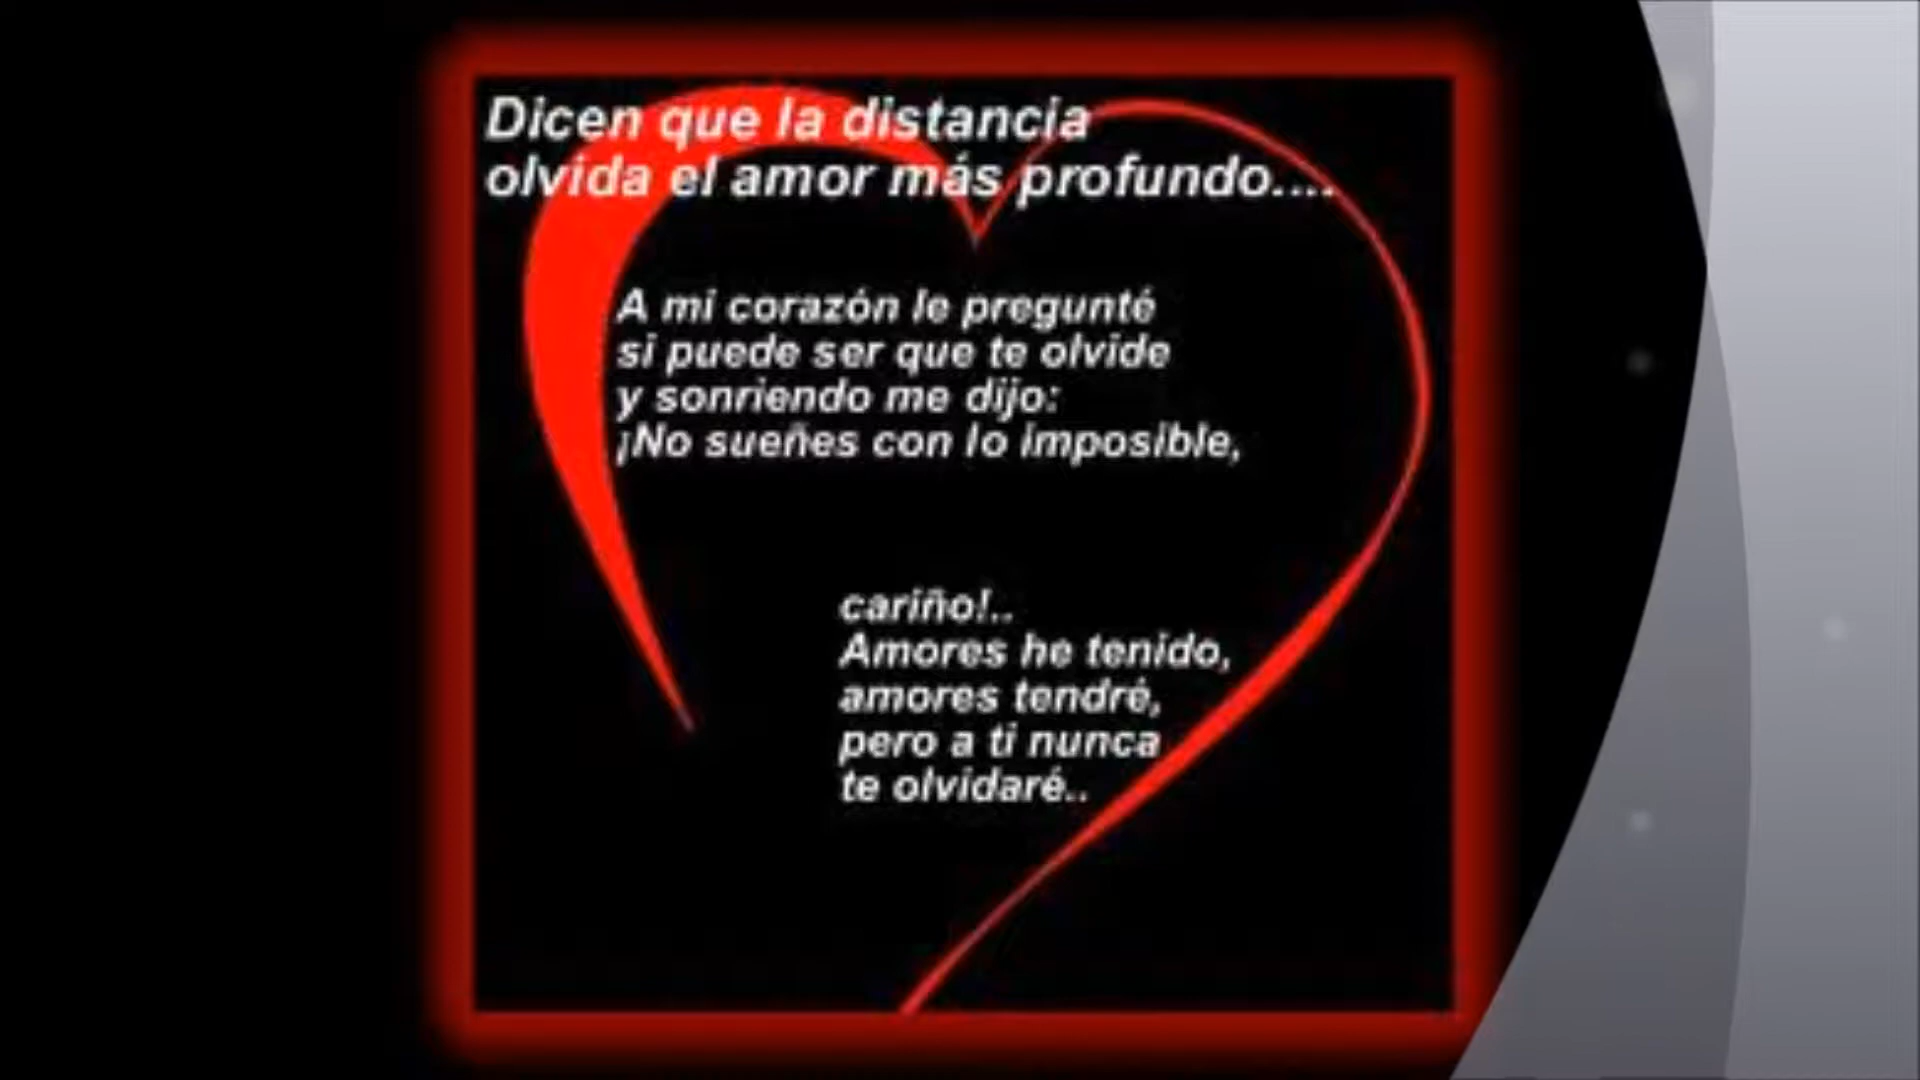 Dicen que la distancia
olvida el amor más profundo....
A mi corazón le pregunté
si puede ser que te olvide
y sonriendo me dijo:
¡No sueñes con lo imposible,
cariño!..
Amores he tenido,
amores tendré,
pero a ti nunca
te olvidaré..